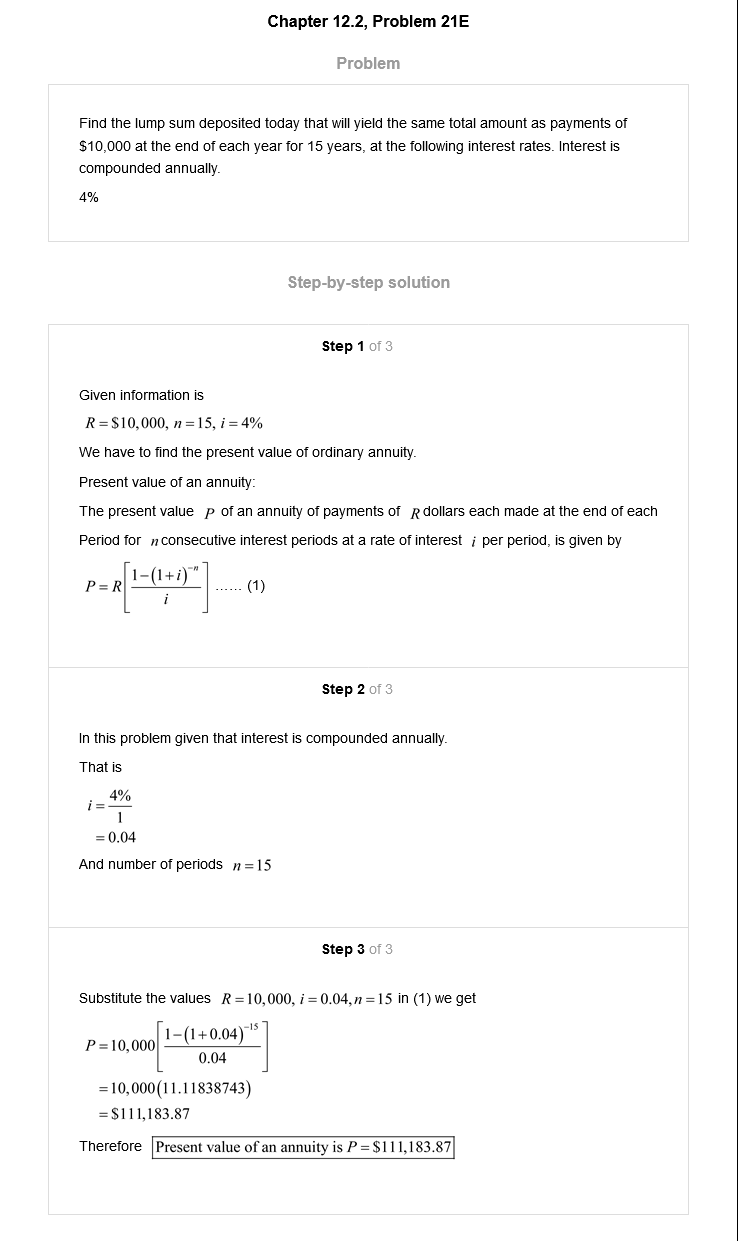 Chapter 12.2, Problem 21E
Problem
Find the lump sum deposited today that will yield the same total amount as payments of
$10,000 at the end of each year for 15 years, at the following interest rates. Interest is
compounded annually.
4%
Step-by-step solution
Step 1 of 3
Given information is
R = $10,000, n = 15, i = 4%
We have to find the present value of ordinary annuity.
Present value of an annuity:
The present value P of an annuity of payments of R dollars each made at the end of each
Period for n consecutive interest periods at a rate of interest i per period, is given by
P = R[(1−(1+i)^−n)/i] ...... (1)
Step 2 of 3
In this problem given that interest is compounded annually.
That is
i = 4%/1
= 0.04
And number of periods n = 15
Step 3 of 3
Substitute the values R = 10,000, i = 0.04, n = 15 in (1) we get
P = 10,000[(1−(1+0.04)^−15)/0.04]
= 10,000(11.11838743)
= $111,183.87
Therefore Present value of an annuity is P = $111,183.87